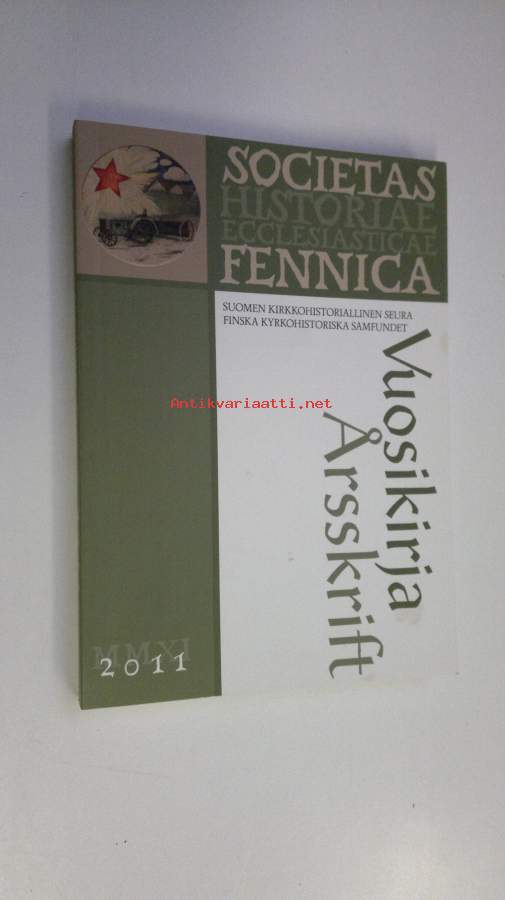 SOCIETAS
HISTORIAE
ECCLESIASTICAE
FENNICA
SUOMEN KIRKKOHISTORIALLINEN SEURA
FINSKA KYRKOHISTORISKA SAMFUNDET
Vuosikirja
Årsskrift
Antikvariaatti.net
MMXI
2011